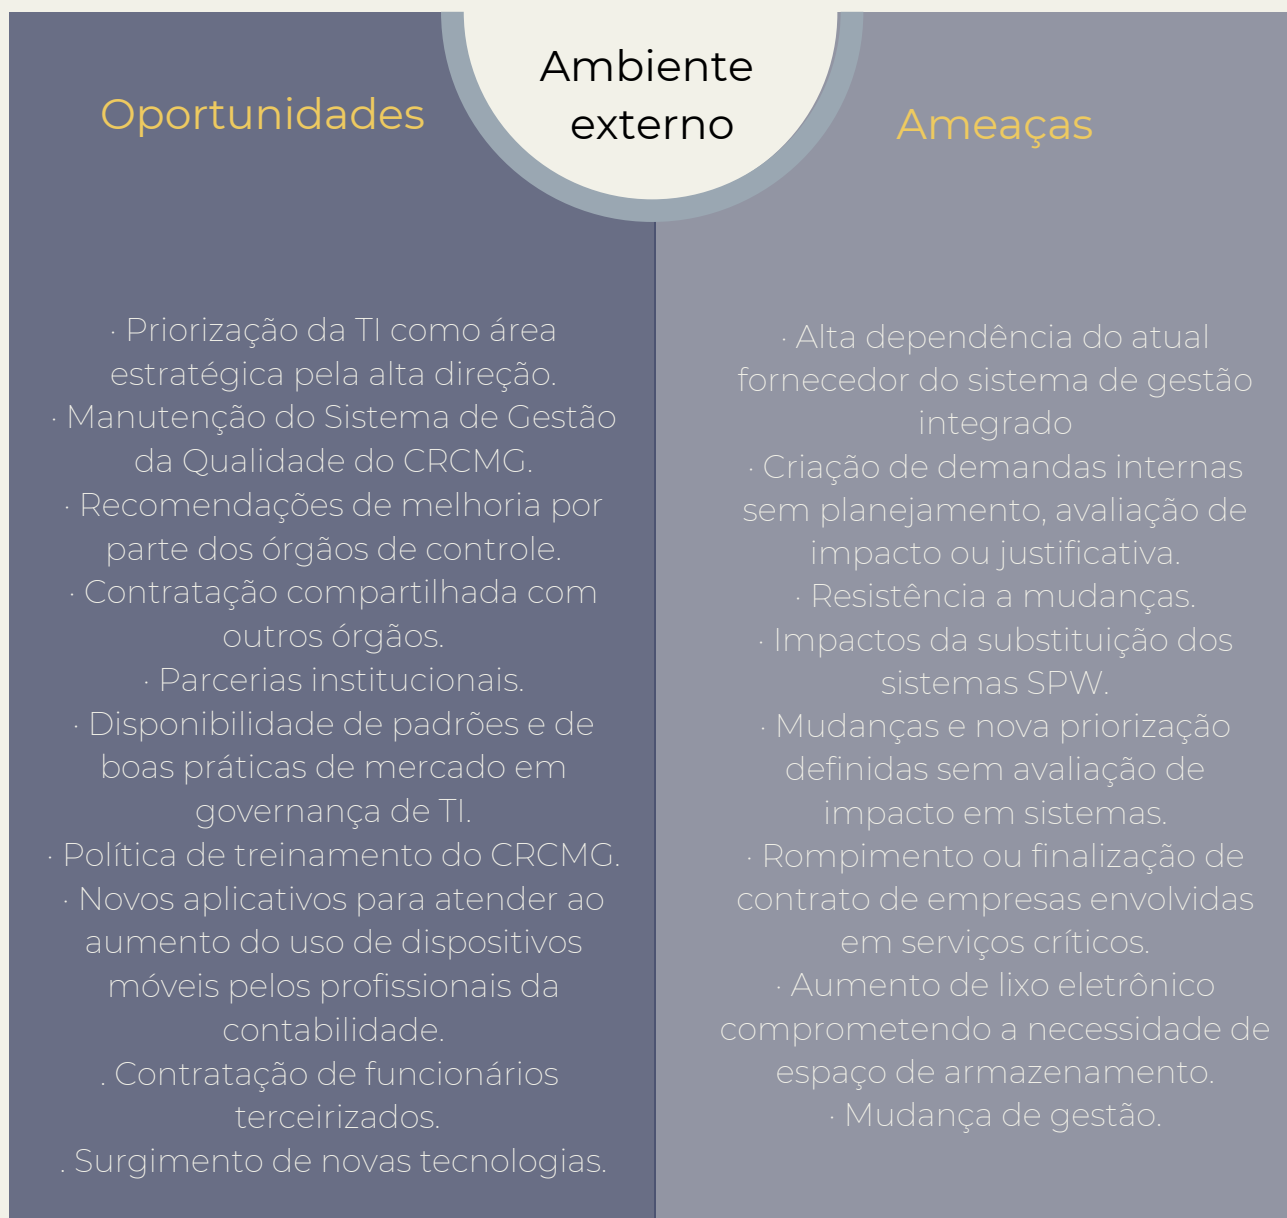 Ambiente
externo
Oportunidades
· Priorização da TI como área
estratégica pela alta direção.
· Manutenção do Sistema de Gestão
da Qualidade do CRCMG.
· Recomendações de melhoria por
parte dos órgãos de controle.
· Contratação compartilhada com
outros órgãos.
· Parcerias institucionais.
· Disponibilidade de padrões e de
boas práticas de mercado em
governança de TI.
· Política de treinamento do CRCMG.
· Novos aplicativos para atender ao
aumento do uso de dispositivos
móveis pelos profissionais da
contabilidade.
. Contratação de funcionários
terceirizados.
. Surgimento de novas tecnologias.
Ameaças
· Alta dependência do atual
fornecedor do sistema de gestão
integrado
· Criação de demandas internas
sem planejamento, avaliação de
impacto ou justificativa.
· Resistência a mudanças.
· Impactos da substituição dos
sistemas SPW.
· Mudanças e nova priorização
definidas sem avaliação de
impacto em sistemas.
· Rompimento ou finalização de
contrato de empresas envolvidas
em serviços críticos.
· Aumento de lixo eletrônico
comprometendo a necessidade de
espaço de armazenamento.
· Mudança de gestão.